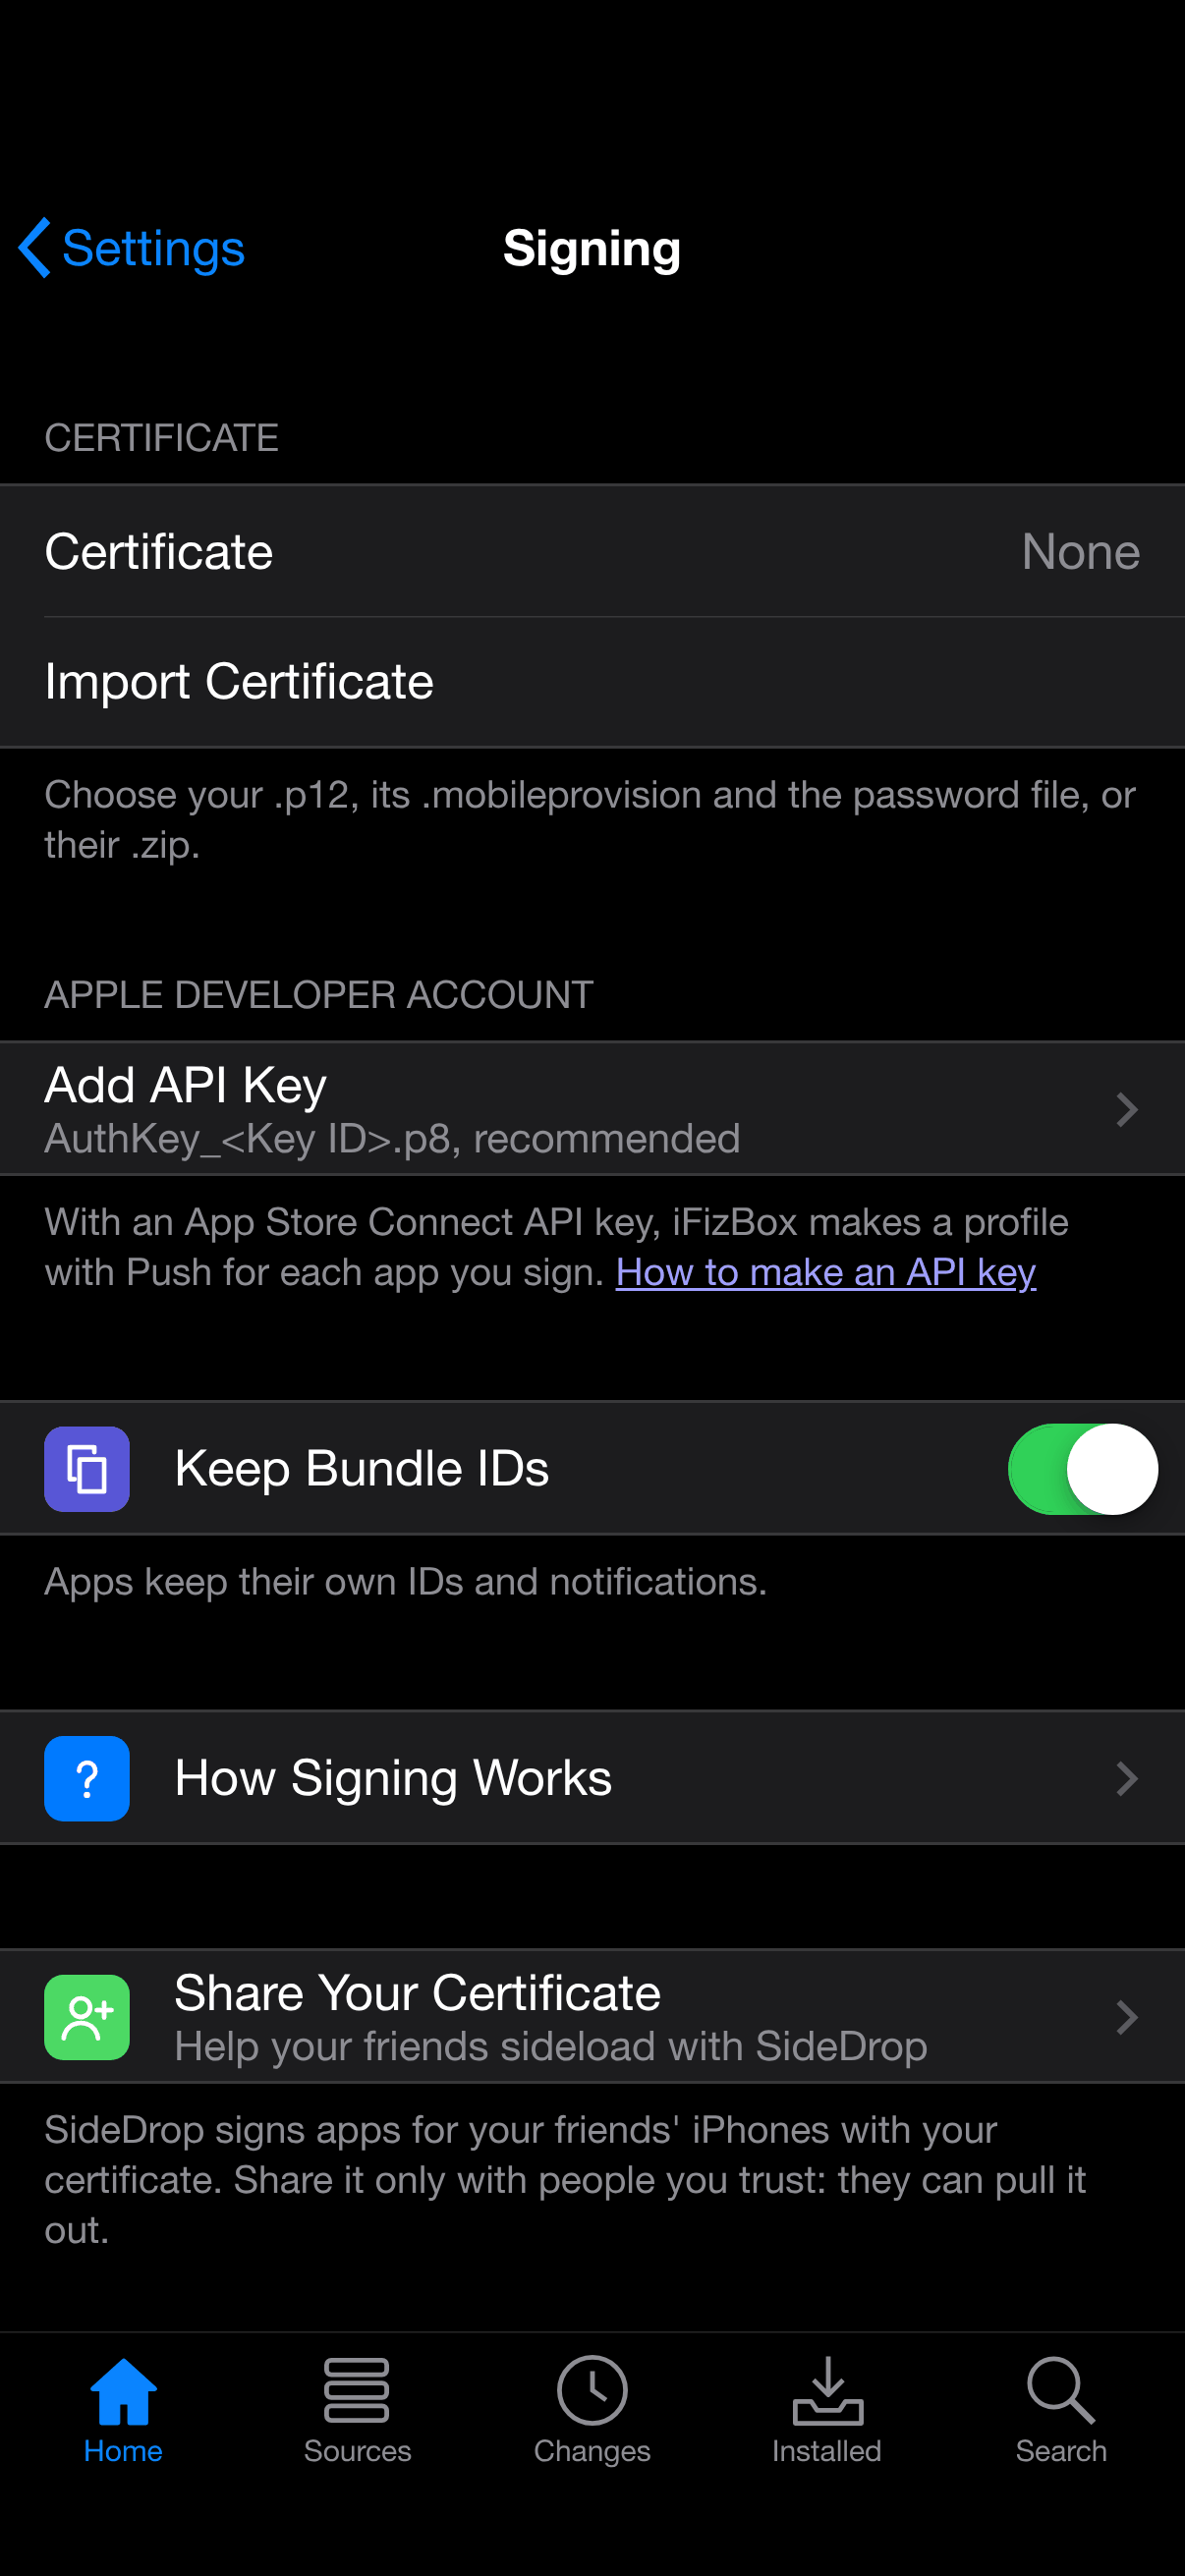 Settings
Signing
CERTIFICATE
Certificate
None
Import Certificate
Choose your .p12, its .mobileprovision and the password file, or
their .zip.
APPLE DEVELOPER ACCOUNT
Add API Key
AuthKey_<Key ID>.p8, recommended
With an App Store Connect API key, iFizBox makes a profile
with Push for each app you sign. How to make an API key
Keep Bundle IDs
Apps keep their own IDs and notifications.
?
How Signing Works
Share Your Certificate
Help your friends sideload with SideDrop
SideDrop signs apps for your friends' iPhones with your
certificate. Share it only with people you trust: they can pull it
out.
Home
Sources
Changes
Installed
Search